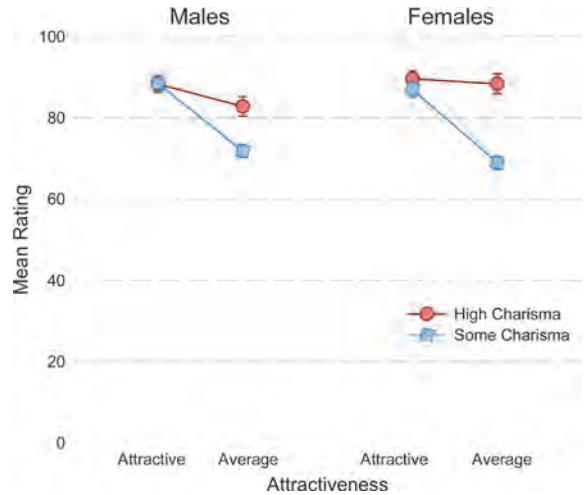 Males Females
100
80
60
40
20
0
Mean Rating
High Charisma
Some Charisma
Attractive Average Attractive Average
Attractiveness